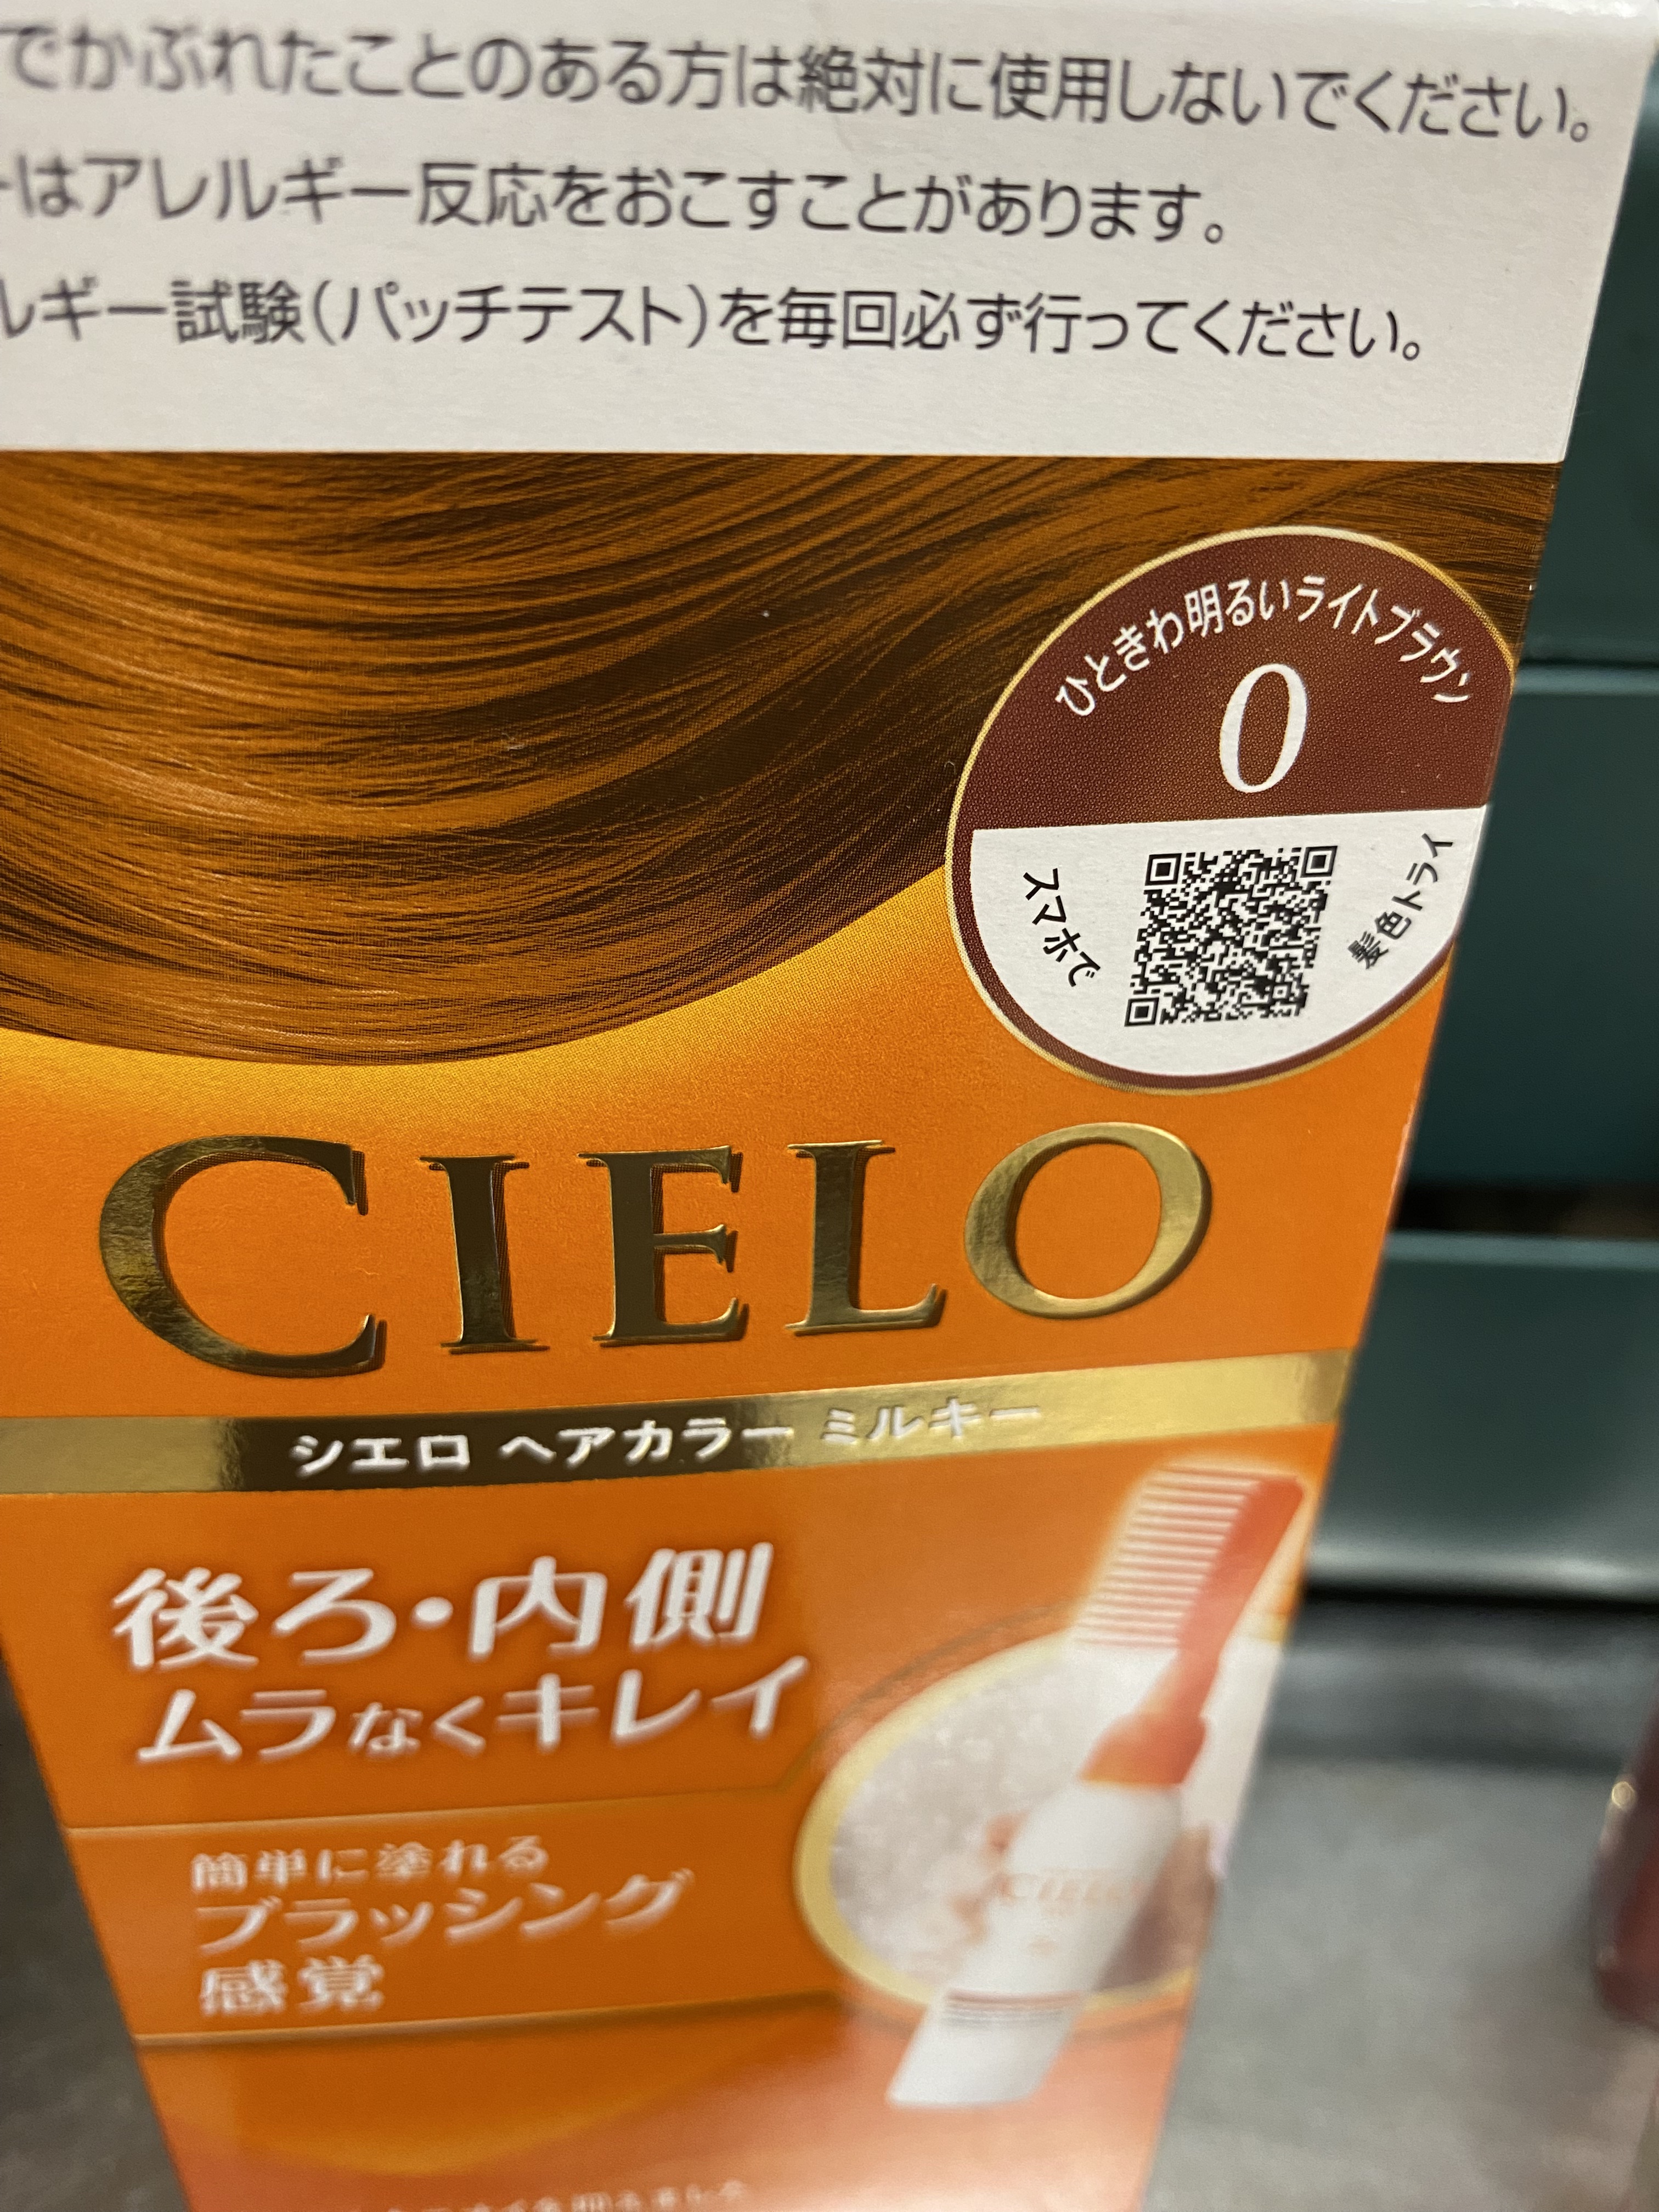 でかぶれたことのある方は絶対に使用しないでください。
ーはアレルギー反応をおこすことがあります。
ルギー試験(パッチテスト)を毎回必ず行ってください。
ひときわ明るいライトブラウン
0
スマホで
髪色トライ
CIELO
シエロ ヘアカラー ミルキー
後ろ・内側
ムラなくキレイ
簡単に塗れる
ブラッシング
感覚
CIELO